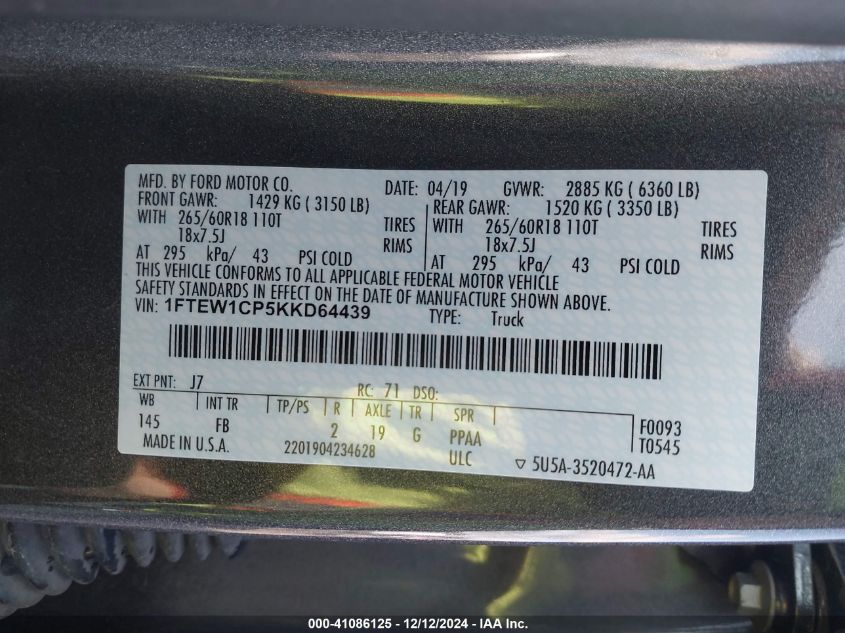 MFD. BY FORD MOTOR CO. DATE: 04/19 GVWR: 2885 KG ( 6360 LB)
FRONT GAWR: 1429 KG ( 3150 LB) REAR GAWR: 1520 KG ( 3350 LB)
WITH 265/60R18 110T TIRES WITH 265/60R18 110T TIRES
18x7.5J RIMS 18x7.5J RIMS
AT 295 kPa/ 43 PSI COLD AT 295 kPa/ 43 PSI COLD
THIS VEHICLE CONFORMS TO ALL APPLICABLE FEDERAL MOTOR VEHICLE
SAFETY STANDARDS IN EFFECT ON THE DATE OF MANUFACTURE SHOWN ABOVE.
VIN: 1FTEW1CP5KKD64439 TYPE: Truck
EXT PNT: J7 RC: 71 DSO:
WB INT TR TP/PS R AXLE TR SPR F0093
145 FB 2 19 G PPAA T0545
MADE IN U.S.A. 2201904234628 ULC ▽ 5U5A-3520472-AA
000-41086125 - 12/12/2024 - IAA Inc.